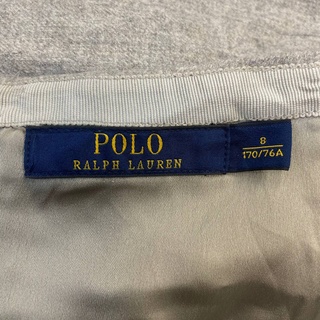 POLO
RALPH LAUREN
8
170/76A